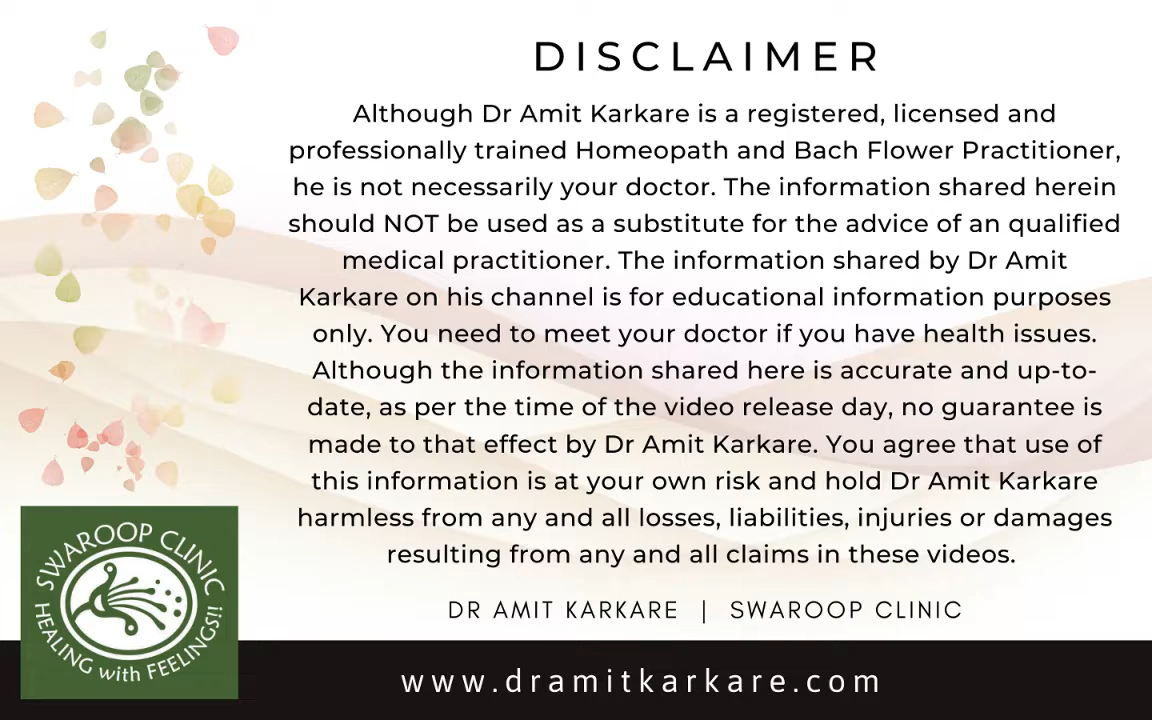 DISCLAIMER
Although Dr Amit Karkare is a registered, licensed and
professionally trained Homeopath and Bach Flower Practitioner,
he is not necessarily your doctor. The information shared herein
should NOT be used as a substitute for the advice of an qualified
medical practitioner. The information shared by Dr Amit
Karkare on his channel is for educational information purposes
only. You need to meet your doctor if you have health issues.
Although the information shared here is accurate and up-to-
date, as per the time of the video release day, no guarantee is
made to that effect by Dr Amit Karkare. You agree that use of
this information is at your own risk and hold Dr Amit Karkare
harmless from any and all losses, liabilities, injuries or damages
resulting from any and all claims in these videos.
DR AMIT KARKARE | SWAROOP CLINIC
SWAROOP CLINIC
HEALING with FEELINGS!!
www.dramitkarkare.com